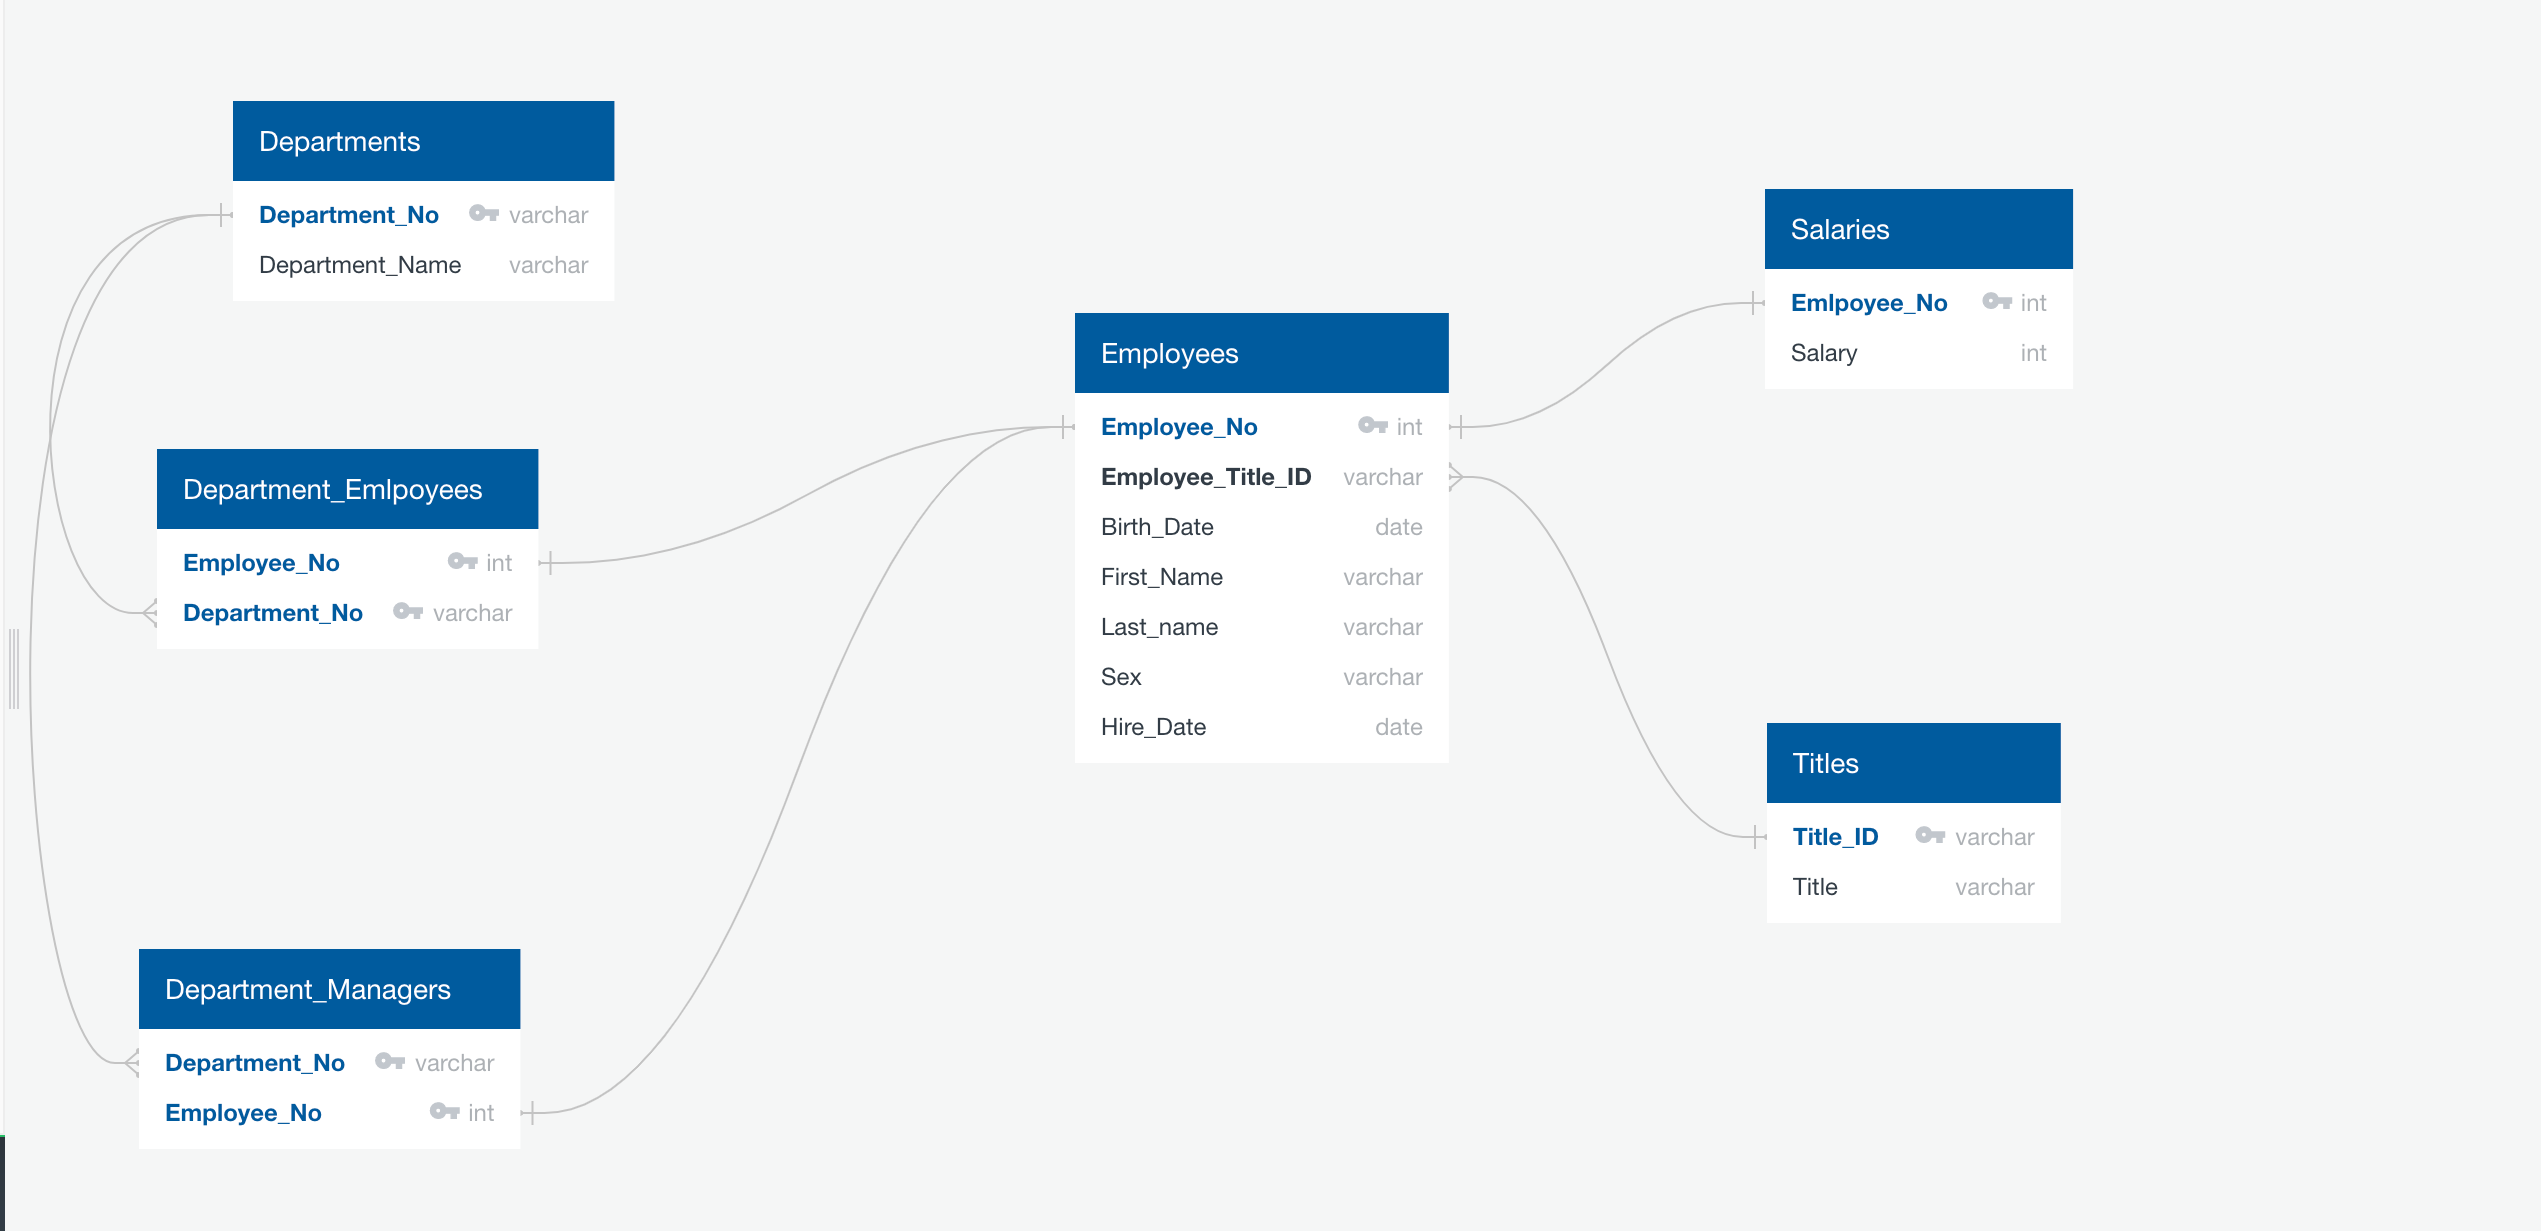 Departments
Department_No varchar
Department_Name varchar
Department_Emlpoyees
Employee_No int
Department_No varchar
Department_Managers
Department_No varchar
Employee_No int
Employees
Employee_No int
Employee_Title_ID varchar
Birth_Date date
First_Name varchar
Last_name varchar
Sex varchar
Hire_Date date
Salaries
Emlpoyee_No int
Salary int
Titles
Title_ID varchar
Title varchar